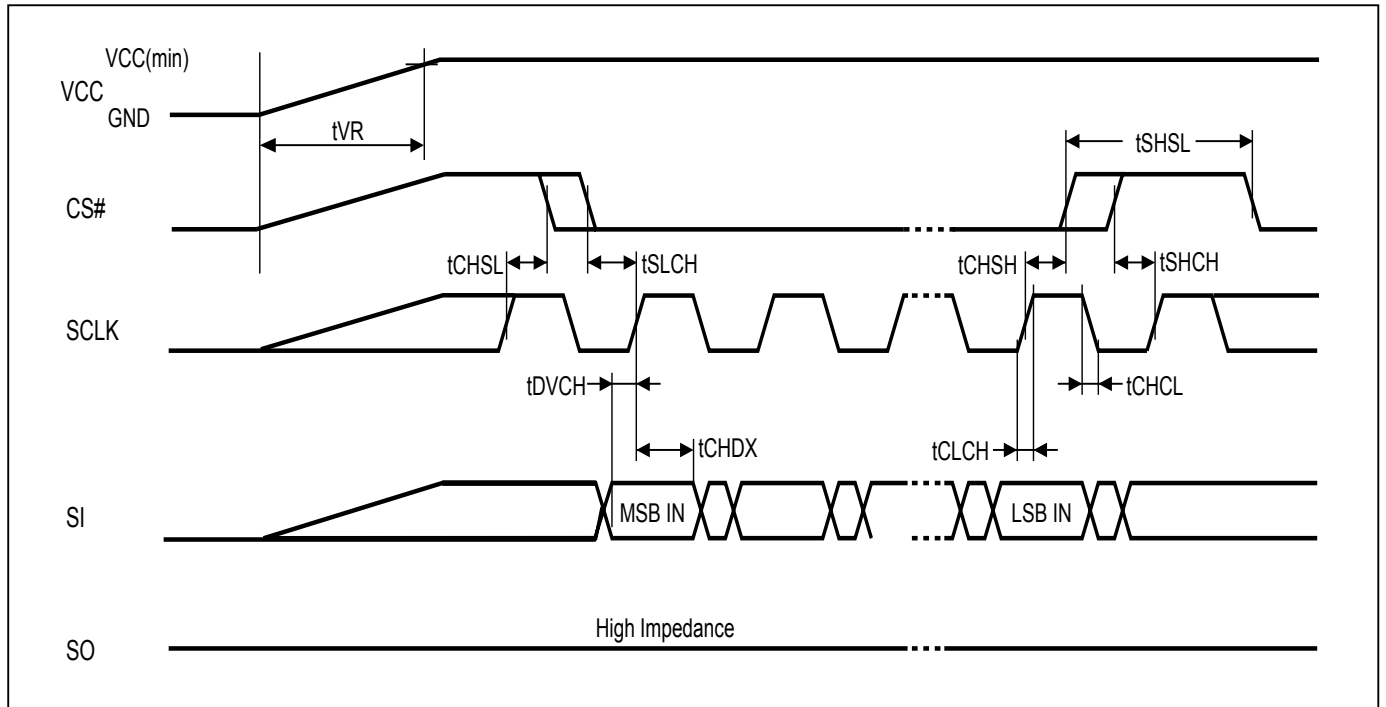 VCC(min)
VCC
GND
tVR
tSHSL
CS#
tCHSL
tSLCH
tCHSH
tSHCH
SCLK
tDVCH
tCHCL
tCHDX
tCLCH
SI
MSB IN
LSB IN
High Impedance
SO